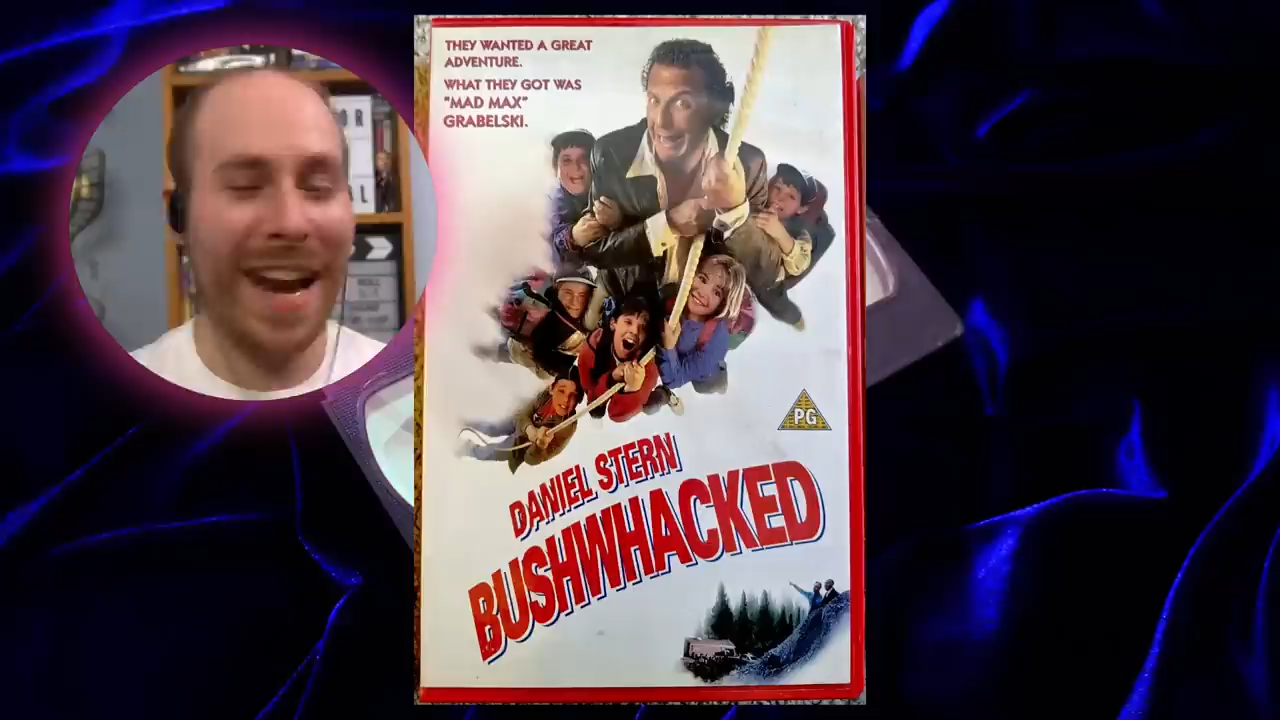 THEY WANTED A GREAT
ADVENTURE.
WHAT THEY GOT WAS
"MAD MAX"
GRABELSKI.
PG
DANIEL STERN
BUSHWHACKED